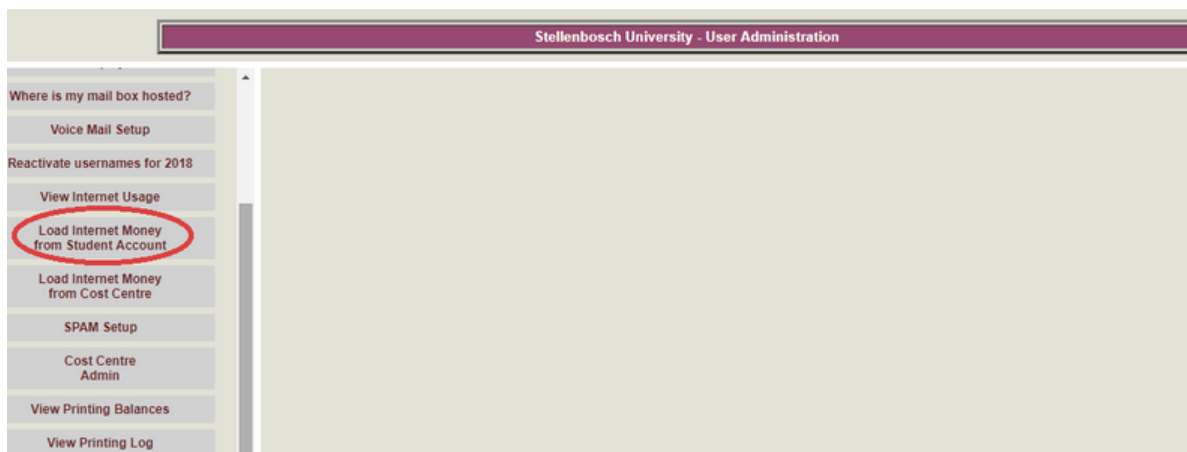 Stellenbosch University - User Administration
Where is my mail box hosted?
Voice Mail Setup
Reactivate usernames for 2018
View Internet Usage
Load Internet Money
from Student Account
Load Internet Money
from Cost Centre
SPAM Setup
Cost Centre
Admin
View Printing Balances
View Printing Log